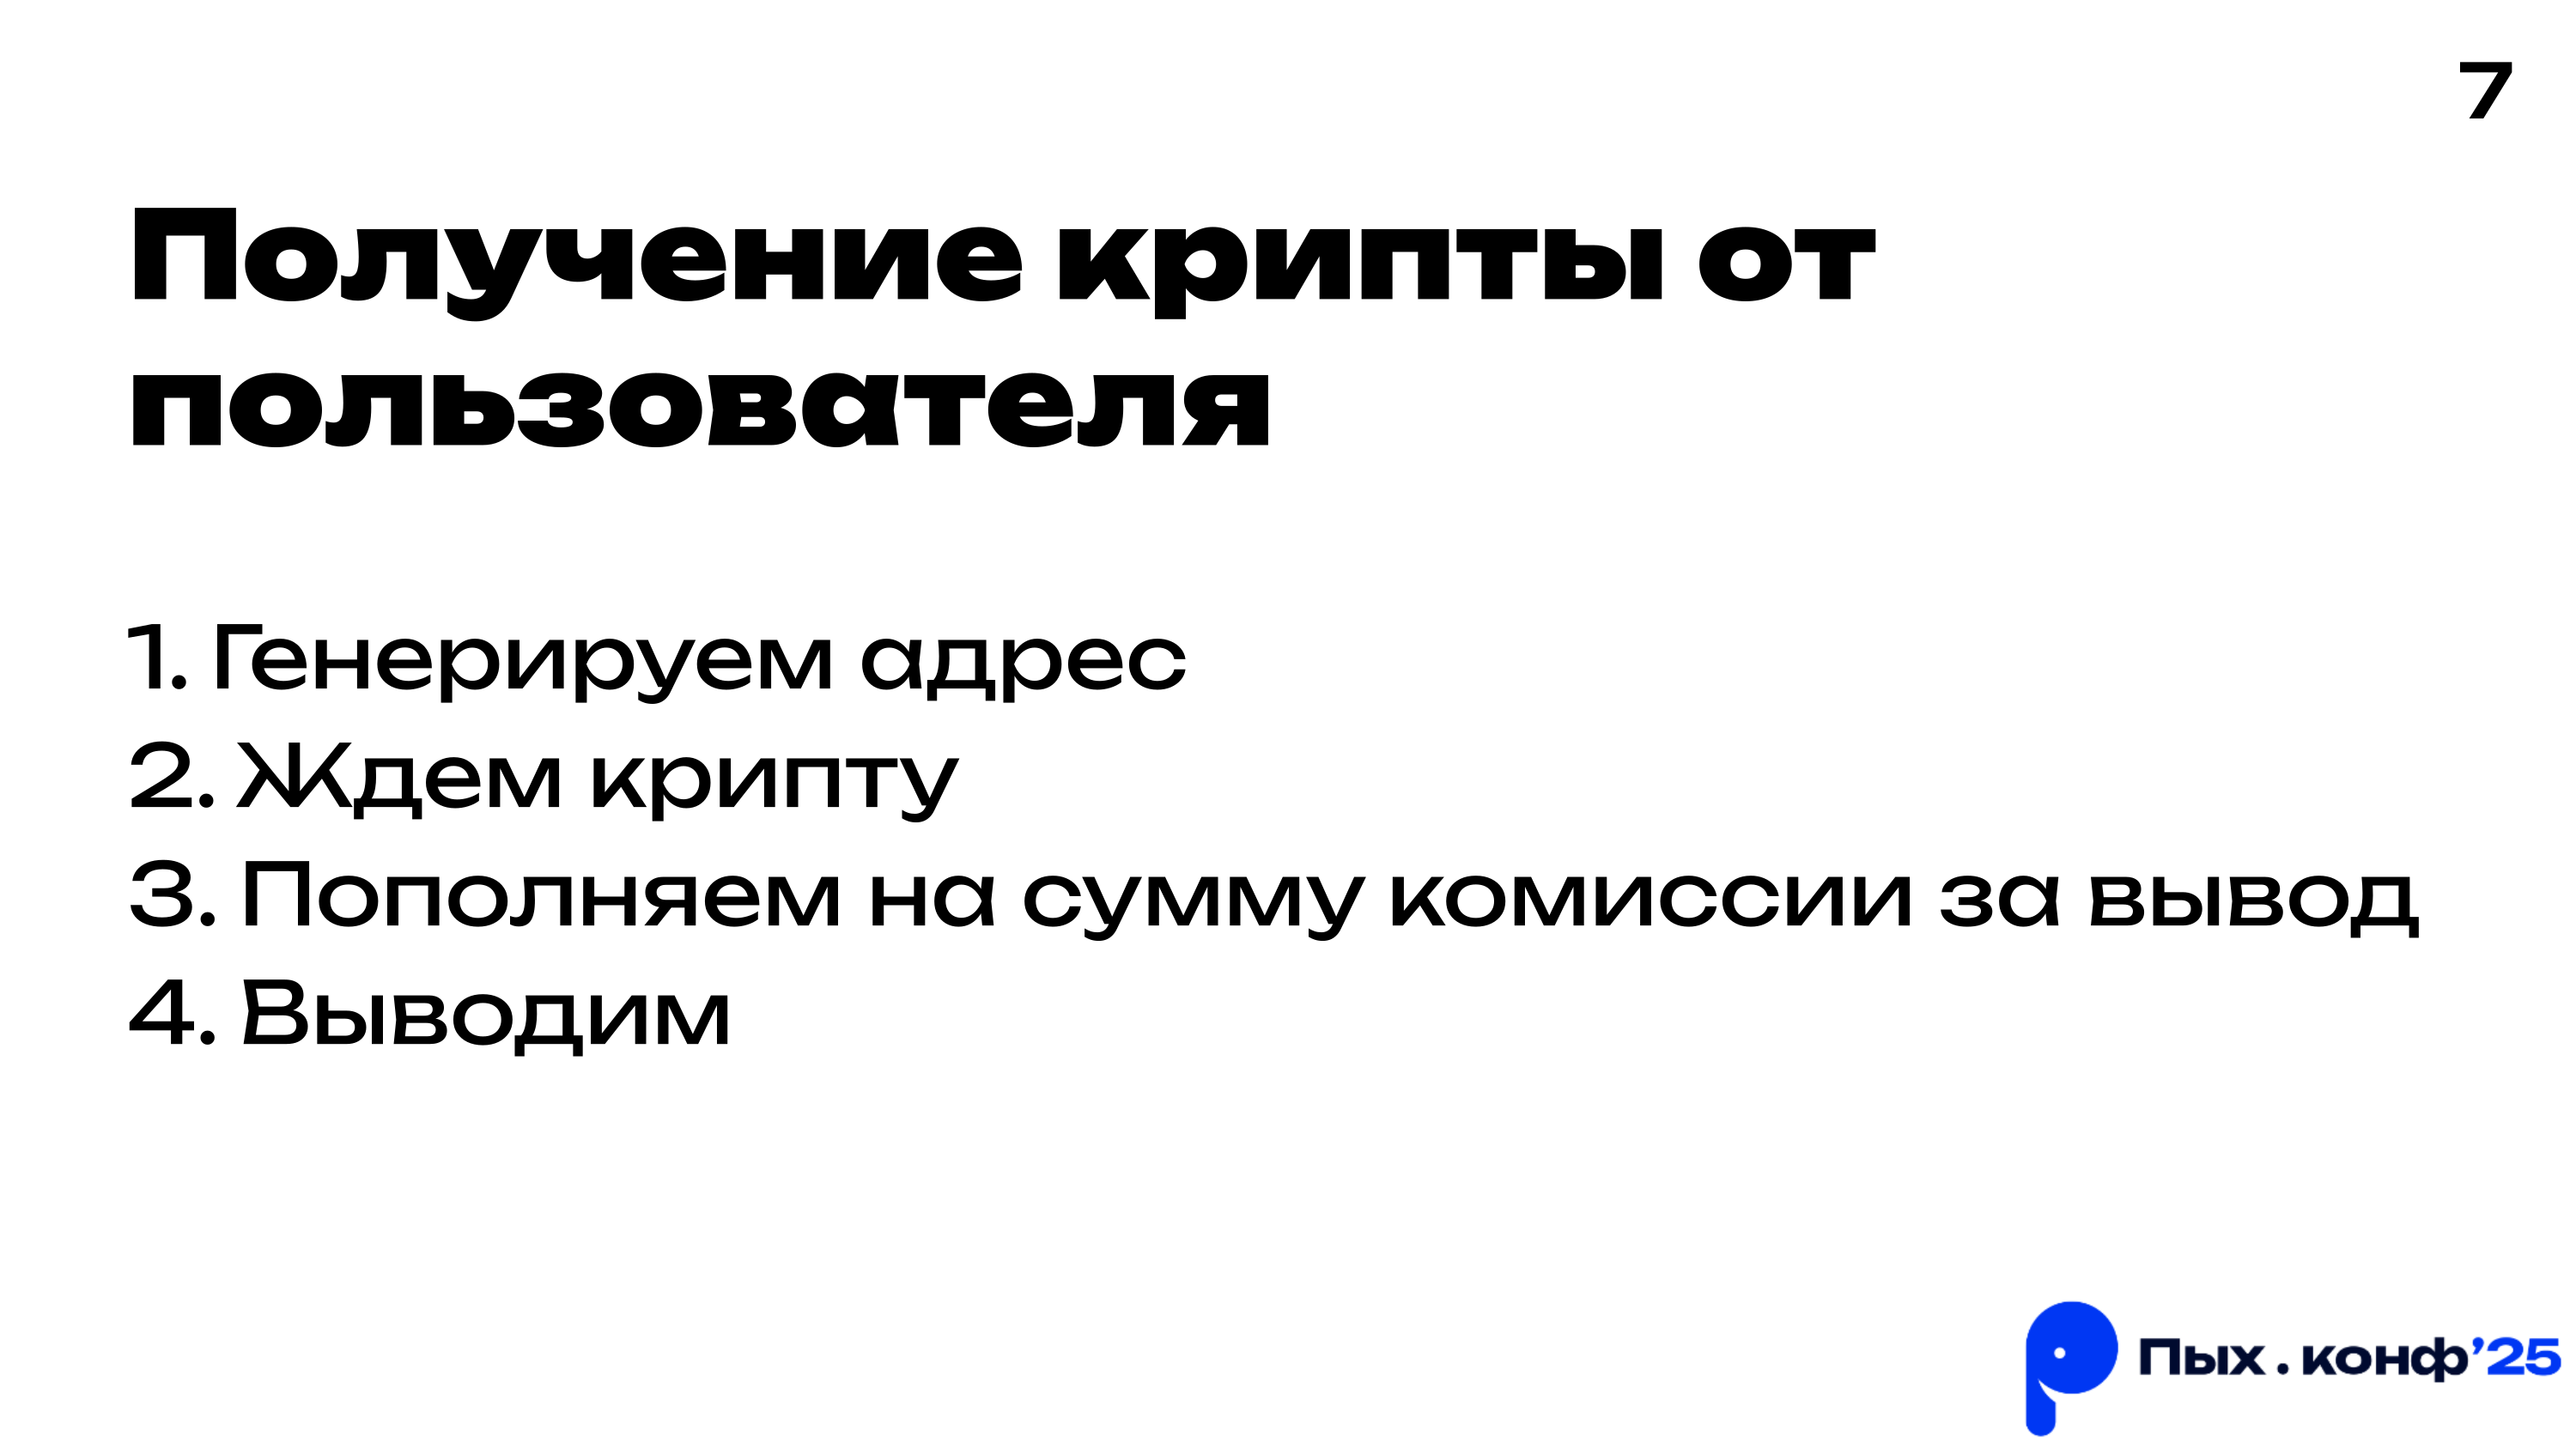 7
Получение крипты от
пользователя
1. Генерируем адрес
2. Ждем крипту
3. Пополняем на сумму комиссии за вывод
4. Выводим
Пых.конф’25